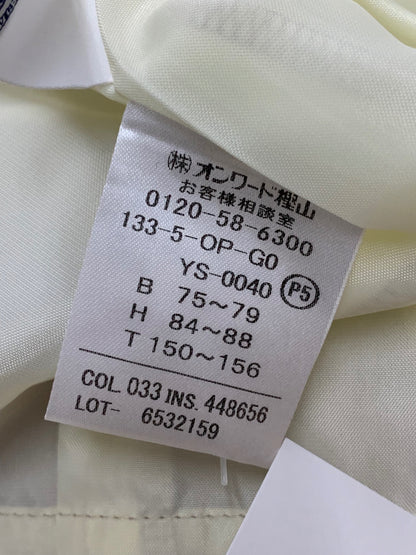 (株)オンワード樫山
お客様相談室
0120-58-6300
133-5-OP-G0
YS-0040 P5
B 75〜79
H 84〜88
T 150〜156
COL. 033 INS. 448656
LOT- 6532159